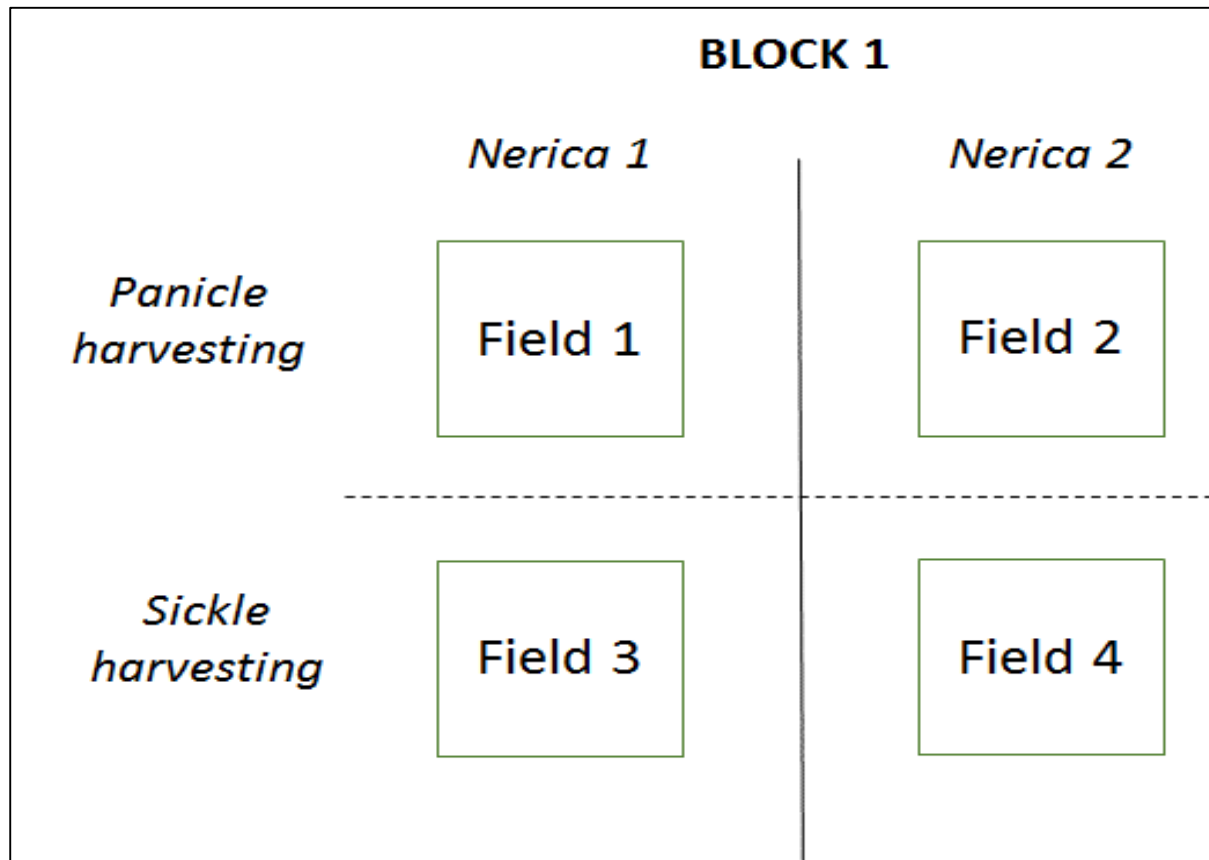 BLOCK 1
Nerica 1
Nerica 2
Panicle
harvesting
Field 1
Field 2
Sickle
harvesting
Field 3
Field 4